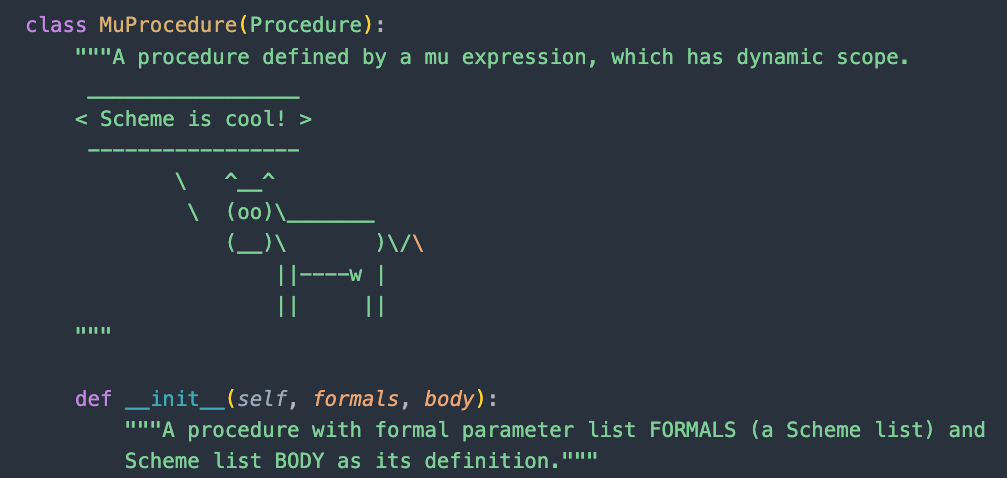 class MuProcedure(Procedure):
    """A procedure defined by a mu expression, which has dynamic scope.
     _________________
    < Scheme is cool! >
     -----------------
            \   ^__^
             \  (oo)\_______
                (__)\       )\/\
                    ||----w |
                    ||     ||
    """
    def __init__(self, formals, body):
        """A procedure with formal parameter list FORMALS (a Scheme list) and
        Scheme list BODY as its definition."""